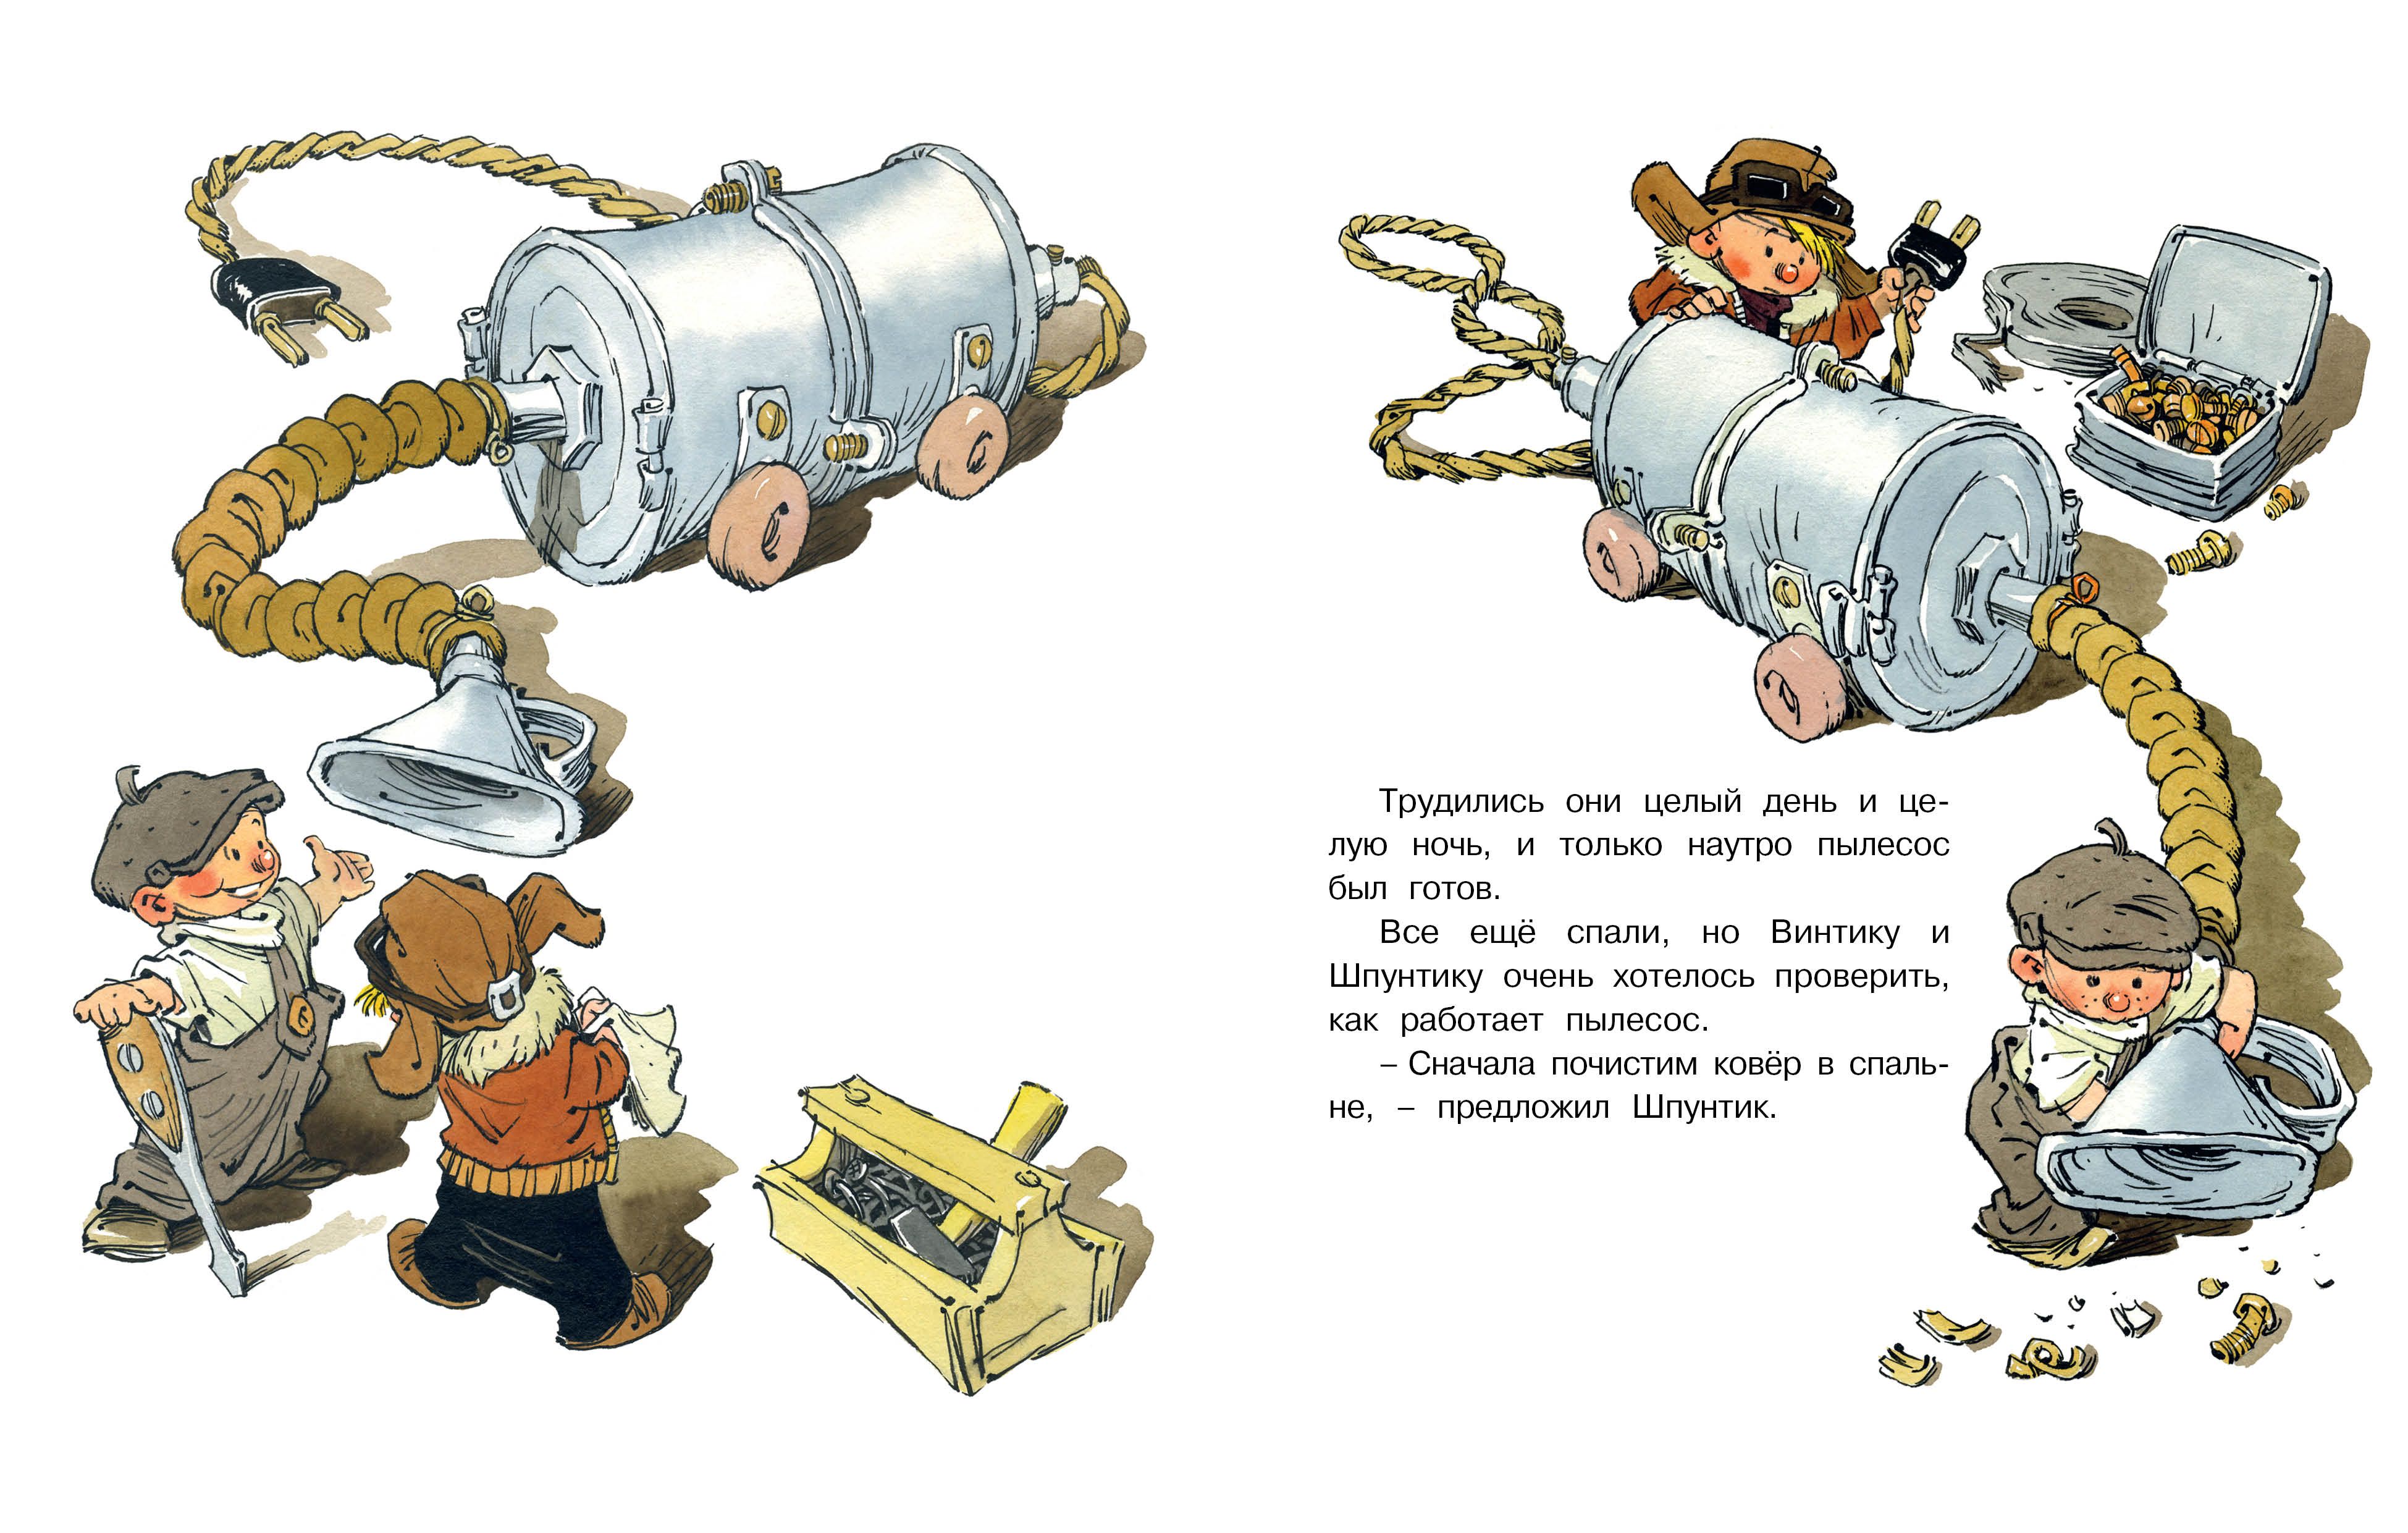 Трудились они целый день и це-
лую ночь, и только наутро пылесос
был готов.
Все ещё спали, но Винтику и
Шпунтику очень хотелось проверить,
как работает пылесос.
– Сначала почистим ковёр в спаль-
не, – предложил Шпунтик.